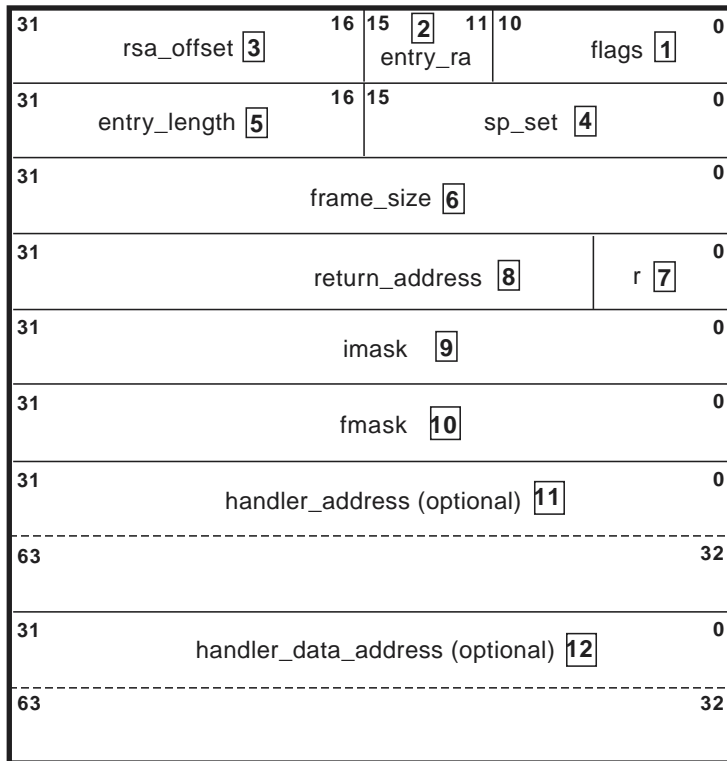 31 16 15 2 11 10 0
rsa_offset 3 entry_ra flags 1
31 16 15 0
entry_length 5 sp_set 4
31 0
frame_size 6
31 0
return_address 8 r 7
31 0
imask 9
31 0
fmask 10
31 0
handler_address (optional) 11
63 32
31 0
handler_data_address (optional) 12
63 32